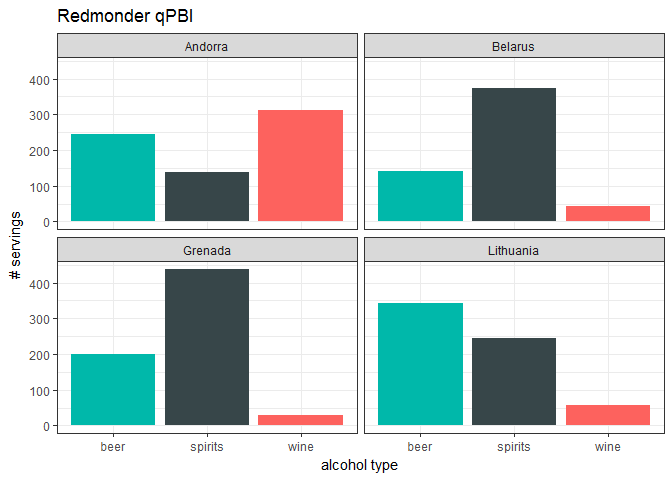 Redmonder qPBI
Andorra
Belarus
400
300
200
100
0
Grenada
Lithuania
400
300
200
100
0
# servings
beer spirits wine beer spirits wine
alcohol type